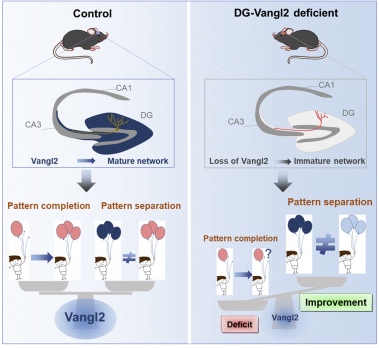 Control
CA1
CA3
DG
Vangl2
Mature network
Pattern completion
Pattern separation
≠
Vangl2
DG-Vangl2 deficient
CA1
CA3
DG
Loss of Vangl2
Immature network
Pattern separation
Pattern completion
?
≠
Improvement
Vangl2
Deficit